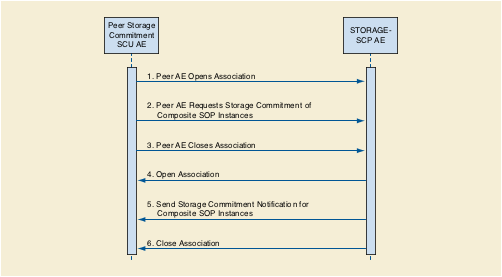 Peer Storage
Commitment
SCU AE
STORAGE-
SCP AE
1. Peer AE Opens Association
2. Peer AE Requests Storage Commitment of
Composite SOP Instances
3. Peer AE Closes Association
4. Open Association
5. Send Storage Commitment Notification for
Composite SOP Instances
6. Close Association